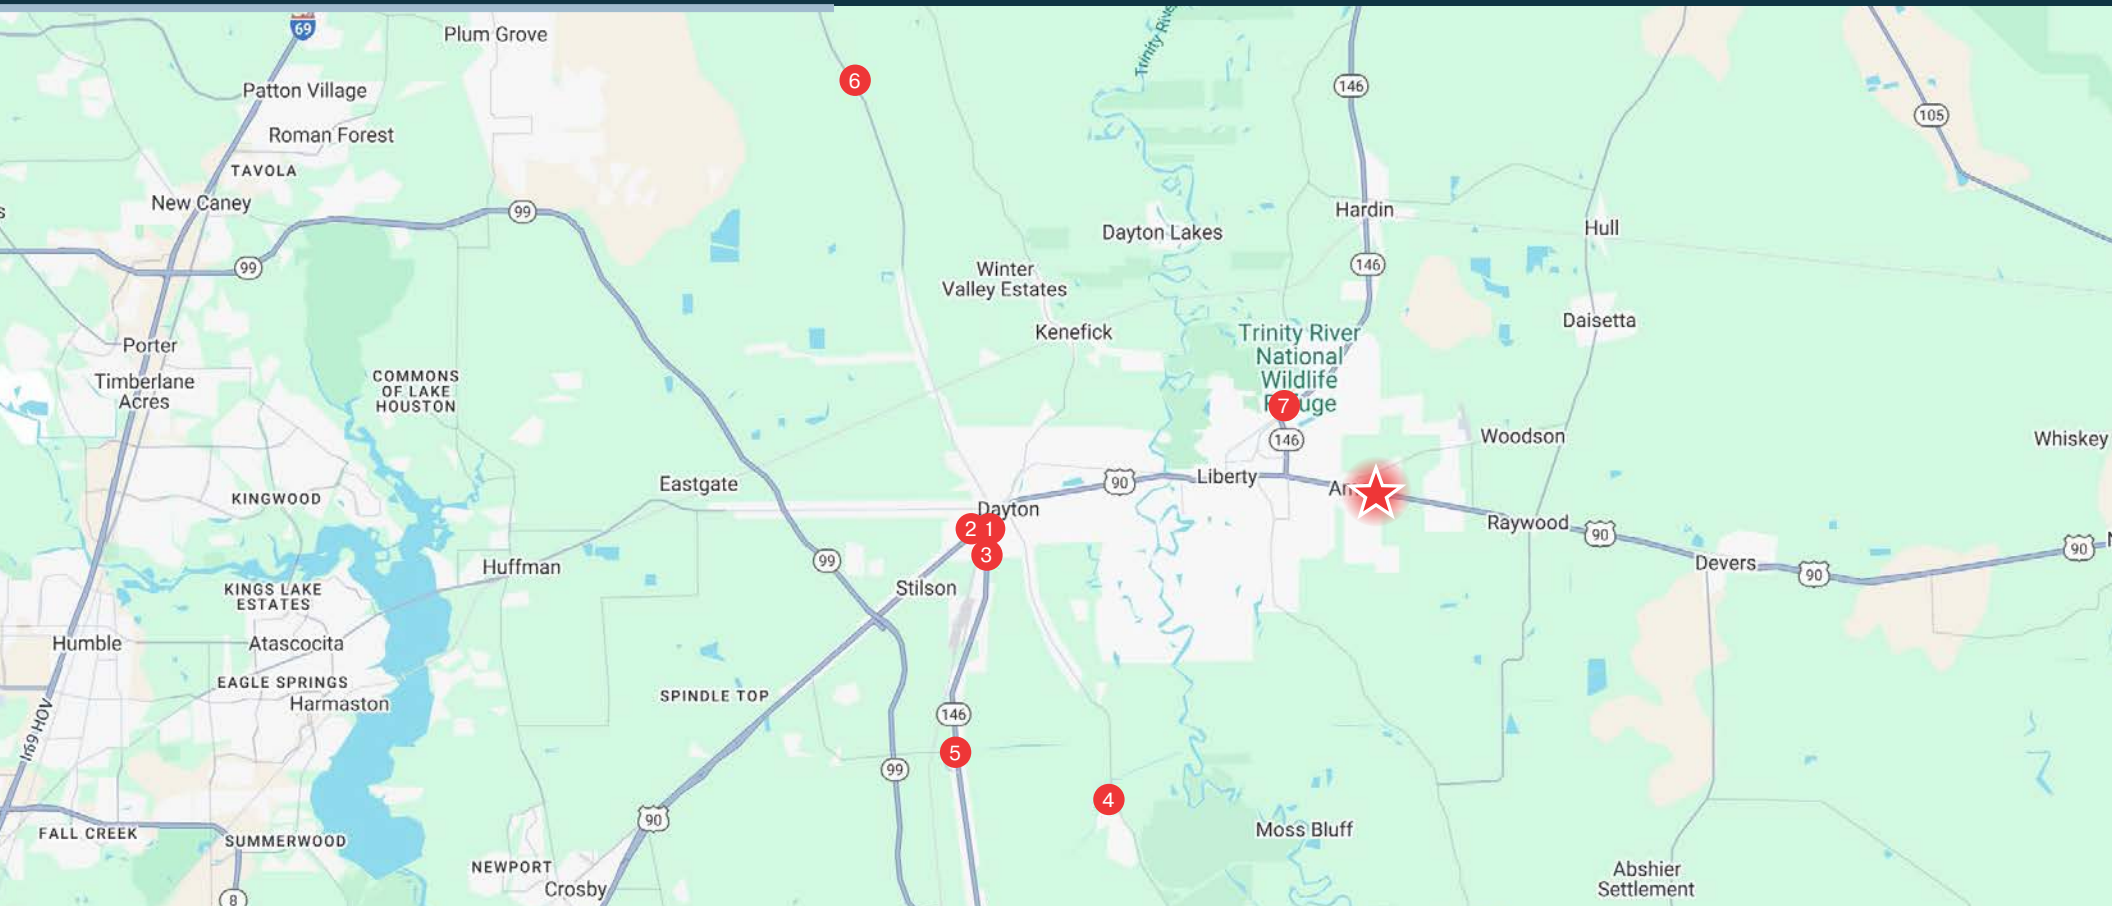 69
Plum Grove
Trinity Rive
6
146
Patton Village
105
Roman Forest
TAVOLA
New Caney
99
Hardin
Dayton Lakes
Hull
99
146
Winter
Valley Estates
Kenefick
Trinity River
National
Wildlife
Daisetta
Porter
Timberlane
Acres
COMMONS
OF LAKE
HOUSTON
7
146
Woodson
Whiskey
Eastgate
90
Liberty
KINGWOOD
Dayton
2
1
3
Raywood
90
90
99
Huffman
Devers
90
Stilson
KINGS LAKE
ESTATES
Humble
Atascocita
EAGLE SPRINGS
Harmaston
SPINDLE TOP
I-69 HOV
146
5
99
4
90
FALL CREEK
SUMMERWOOD
Moss Bluff
NEWPORT
Crosby
Abshier
Settlement
8